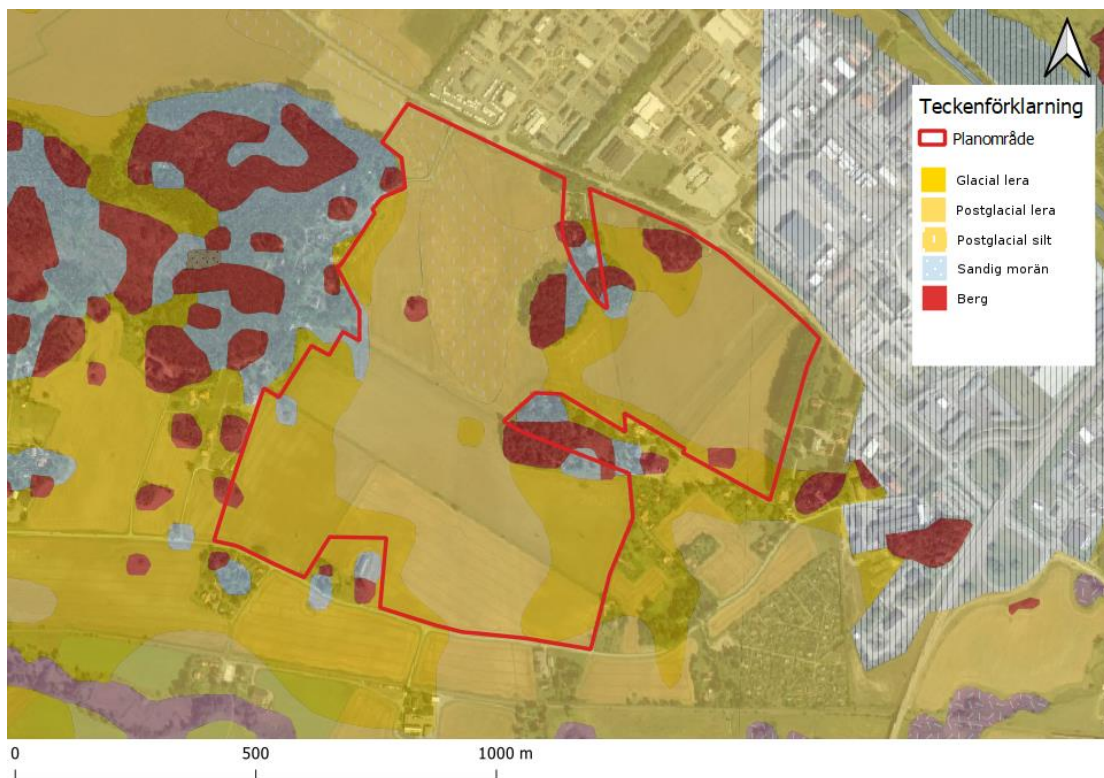 Teckenförklarning
Planområde
Glacial lera
Postglacial lera
Postglacial silt
Sandig morän
Berg
0 500 1000 m